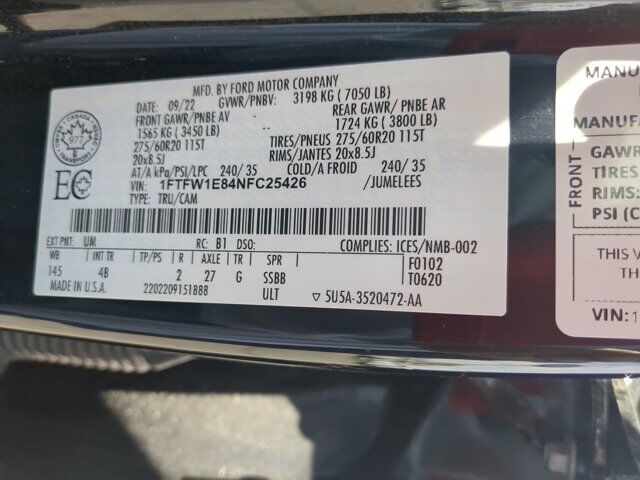 MFD. BY FORD MOTOR COMPANY
DATE: 09/22 GVWR/PNBV: 3198 KG ( 7050 LB)
FRONT GAWR/ PNBE AV REAR GAWR / PNBE AR
1565 KG ( 3450 LB) 1724 KG ( 3800 LB)
275/60R20 115T TIRES/PNEUS 275/60R20 115T
20x8.5J RIMS/JANTES 20x8.5J
AT/A kPa/PSI/LPC 240/ 35 COLD/A FROID 240/ 35
VIN: 1FTFW1E84NFC25426 /JUMELEES
TYPE: TRU/CAM
CANADA
977
TRANSPORT
EC
EXT PNT: UM RC: B1 DSO: COMPLIES: ICES/NMB-002
WB INT TR TP/PS R AXLE TR SPR F0102
145 4B 2 27 G SSBB T0620
MADE IN U.S.A. 2202209151888 ULT ▽ 5U5A-3520472-AA
MANU
MANUFA
FRONT
GAWR
TIRES
RIMS:
PSI (C
THIS V
THE
VIN: 1